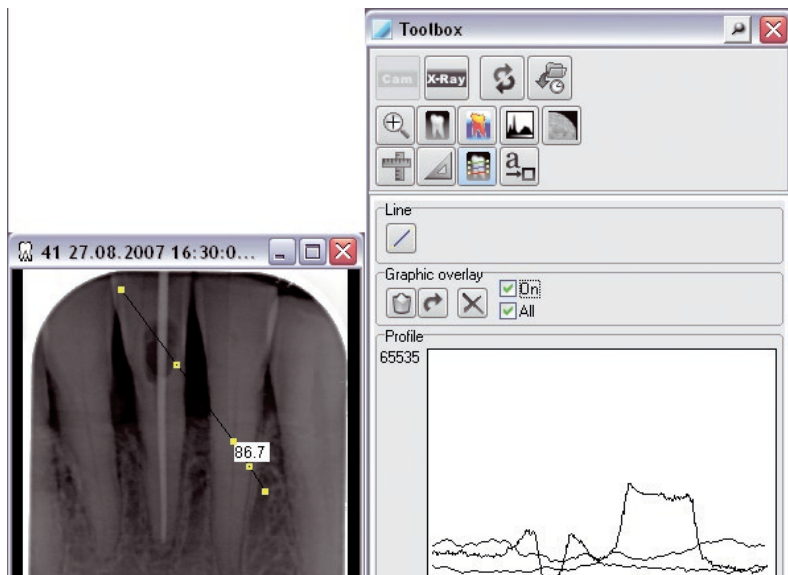 Toolbox
Cam
X-Ray
a
Line
41 27.08.2007 16:30:0...
Graphic overlay
On
All
Profile
65535
86.7